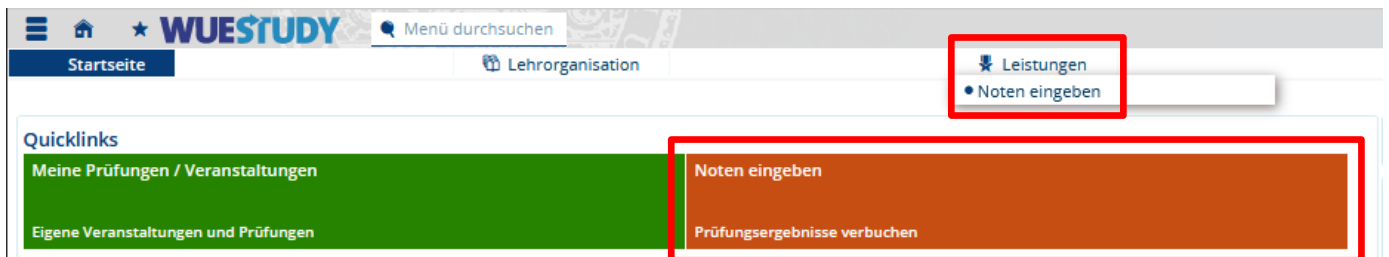 WUESTUDY Menü durchsuchen
Startseite Lehrorganisation Leistungen
Noten eingeben
Quicklinks
Meine Prüfungen / Veranstaltungen Noten eingeben
Eigene Veranstaltungen und Prüfungen Prüfungsergebnisse verbuchen